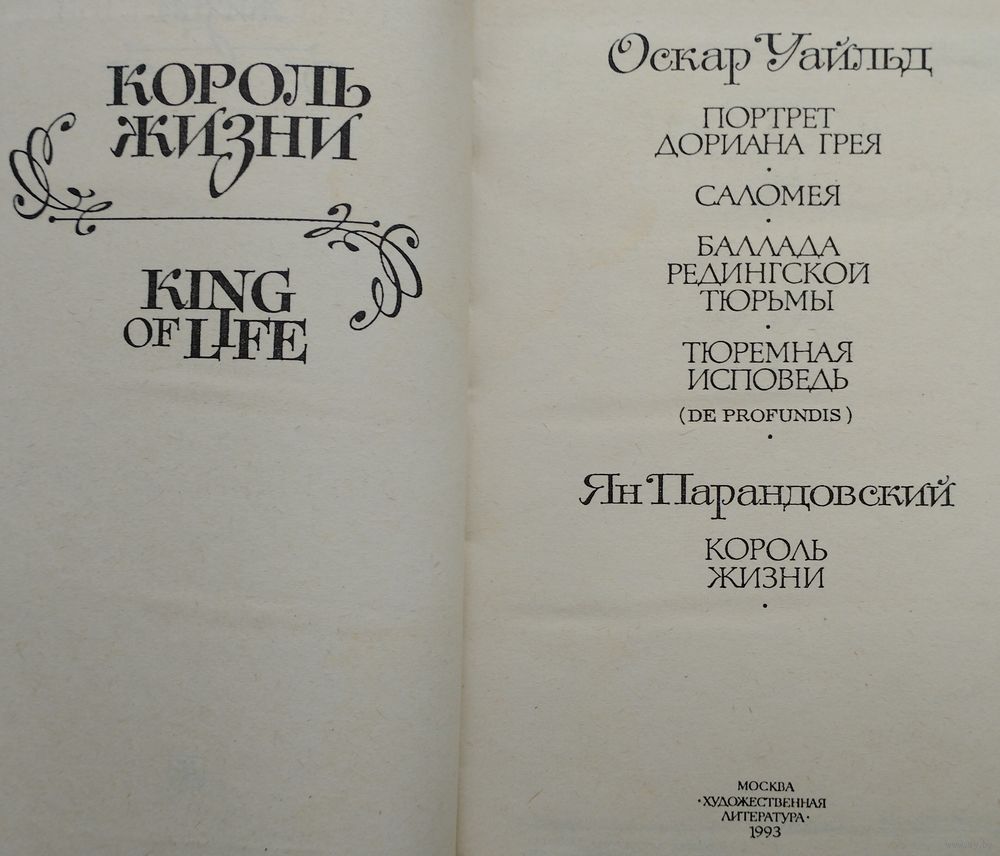 КОРОЛЬ
ЖИЗНИ
KING
OF LIFE
Оскар Уайльд
ПОРТРЕТ
ДОРИАНА ГРЕЯ
•
САЛОМЕЯ
•
БАЛЛАДА
РЕДИНГСКОЙ
ТЮРЬМЫ
•
ТЮРЕМНАЯ
ИСПОВЕДЬ
(DE PROFUNDIS)
•
Ян Парандовский
КОРОЛЬ
ЖИЗНИ
•
МОСКВА
·ХУДОЖЕСТВЕННАЯ
ЛИТЕРАТУРА·
1993